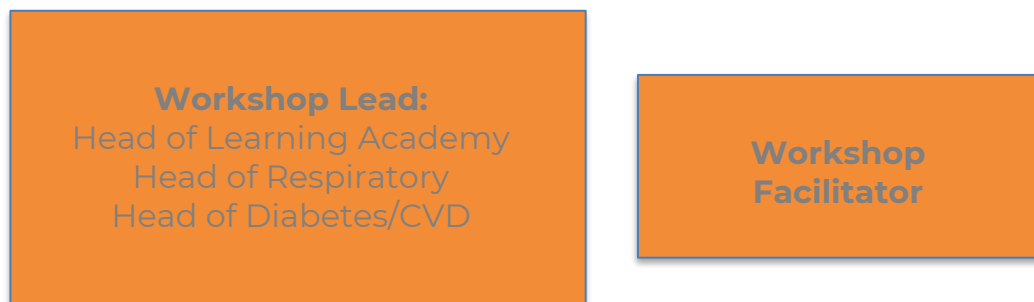 Workshop Lead:
Head of Learning Academy
Head of Respiratory
Head of Diabetes/CVD
Workshop
Facilitator